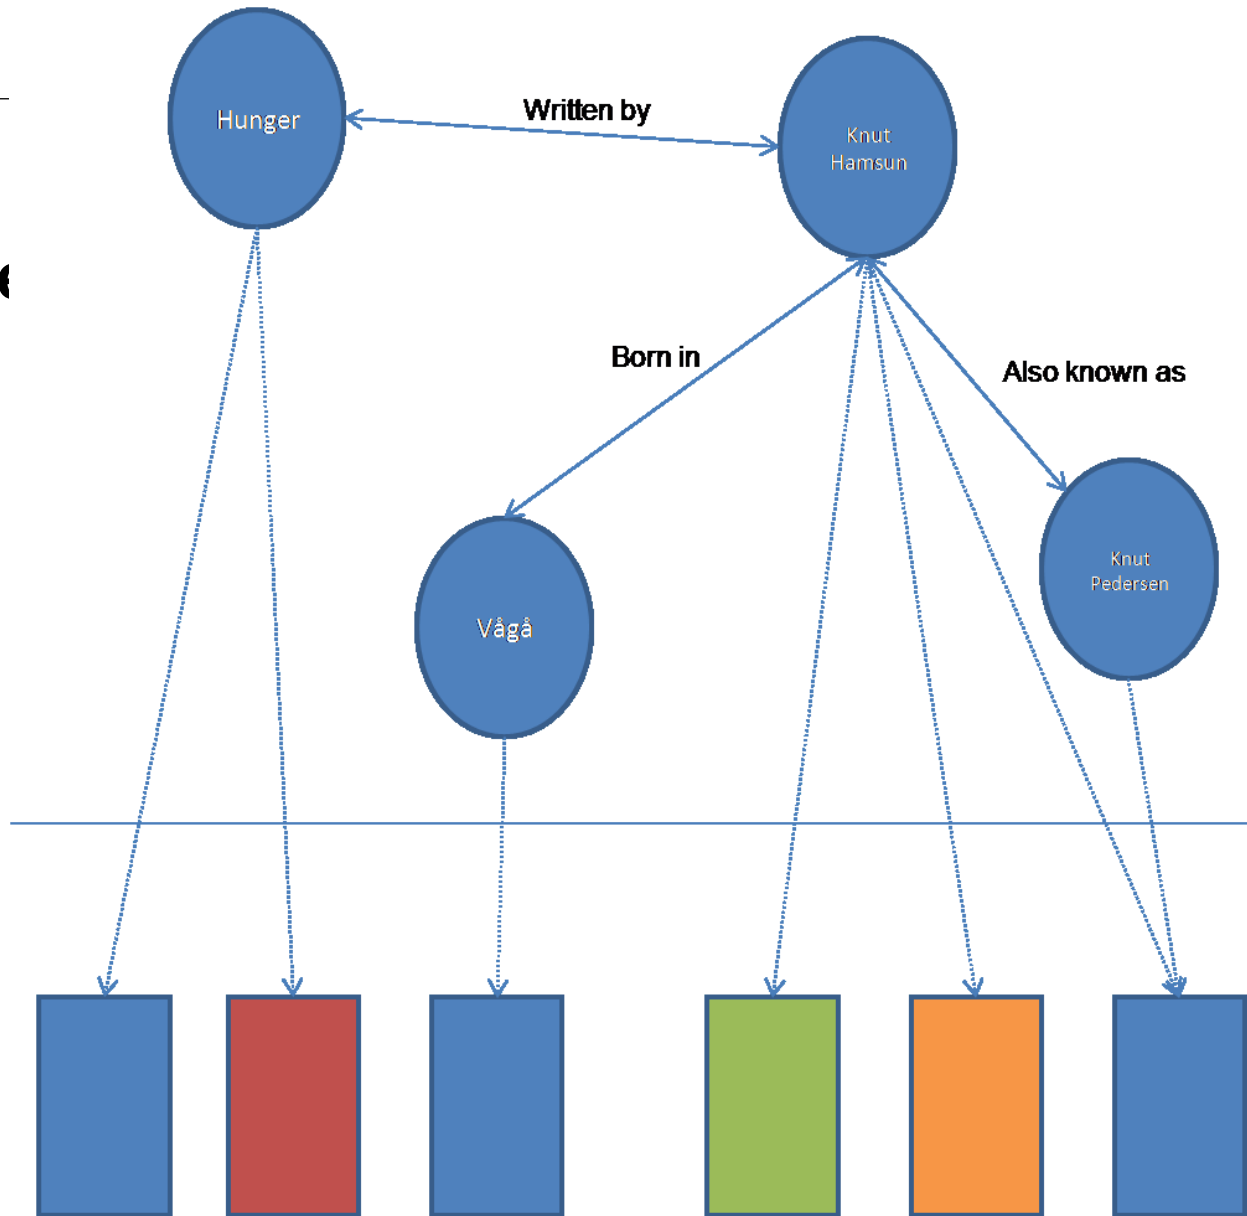 Hunger
Written by
Knut
Hamsun
Born in
Also known as
Knut
Pedersen
Vågå